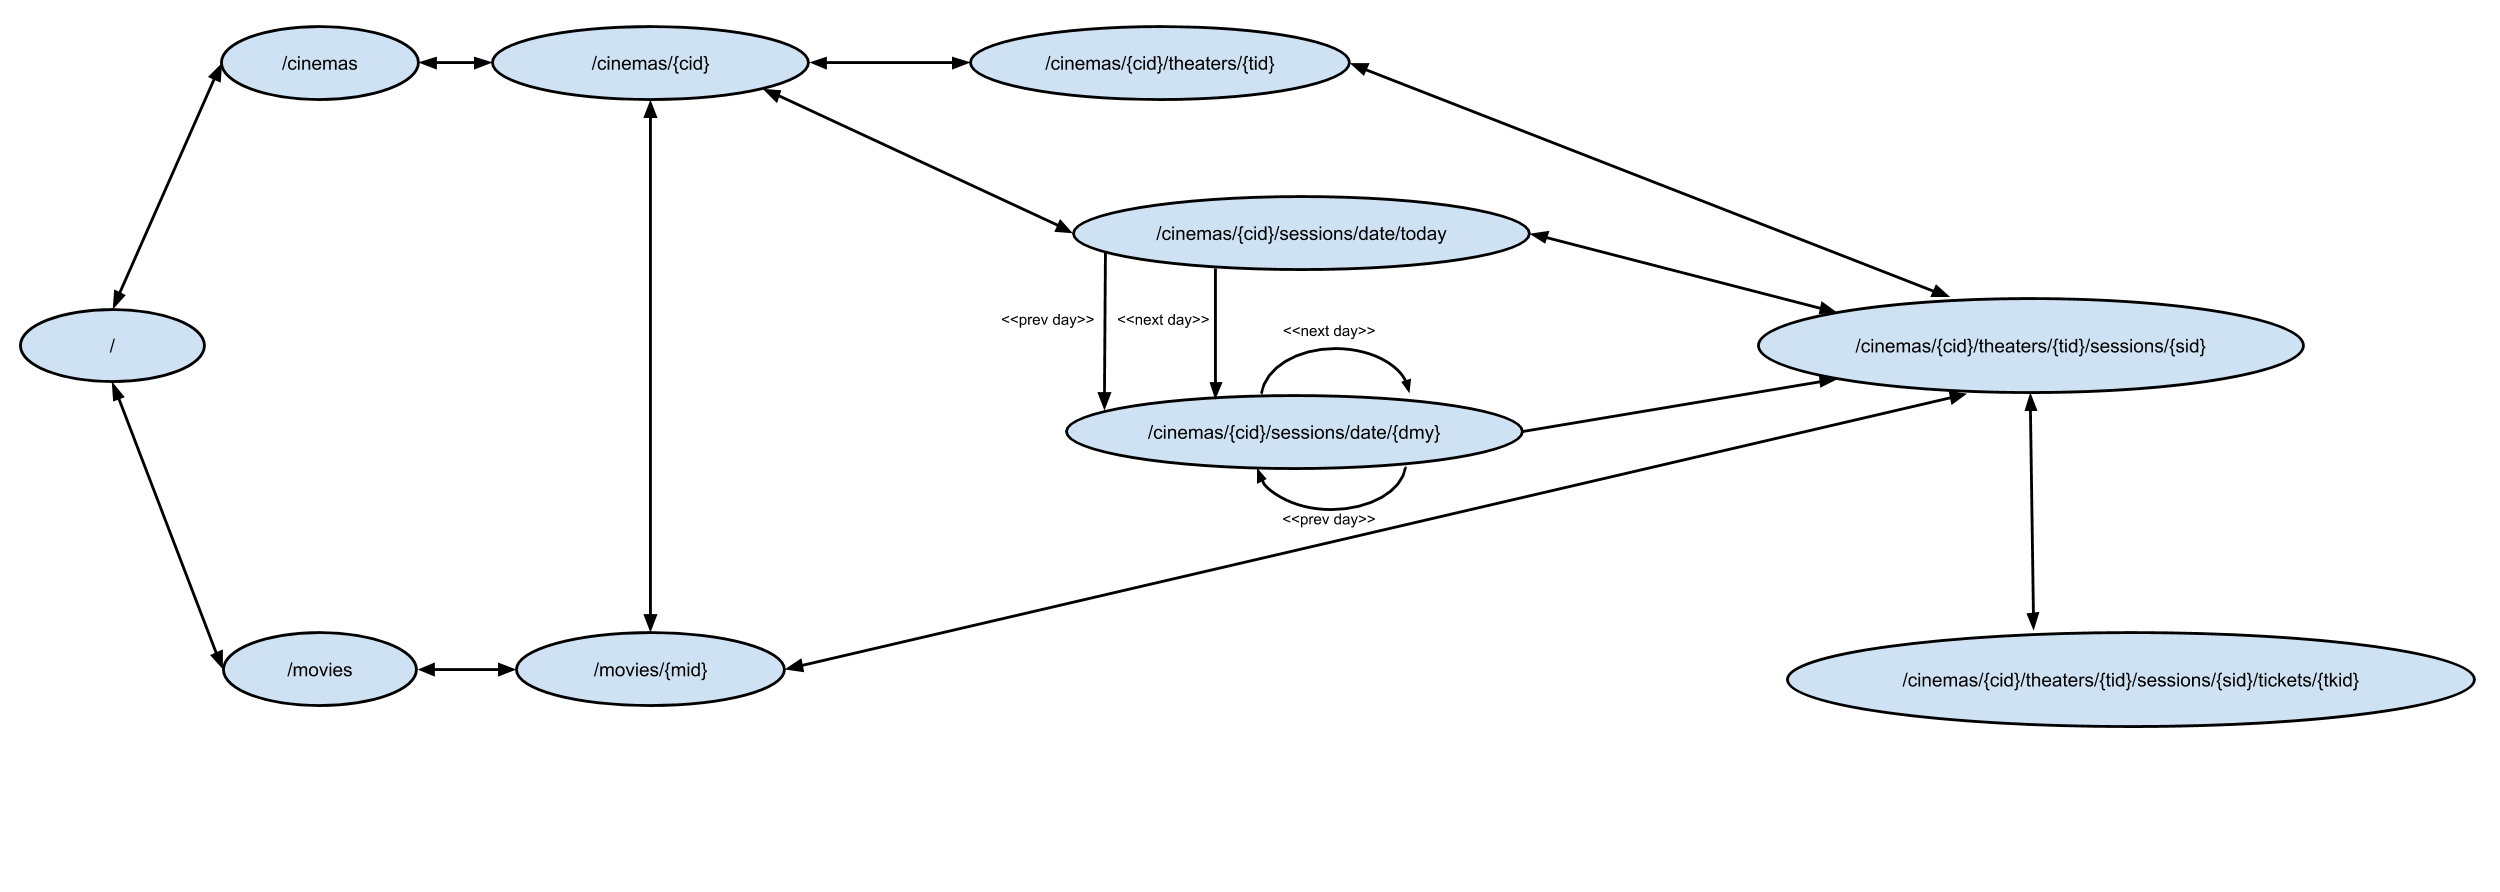 /cinemas
/cinemas/{cid}
/cinemas/{cid}/theaters/{tid}
/cinemas/{cid}/sessions/date/today
<<prev day>>
<<next day>>
<<next day>>
/
/cinemas/{cid}/theaters/{tid}/sessions/{sid}
/cinemas/{cid}/sessions/date/{dmy}
<<prev day>>
/movies
/movies/{mid}
/cinemas/{cid}/theaters/{tid}/sessions/{sid}/tickets/{tkid}